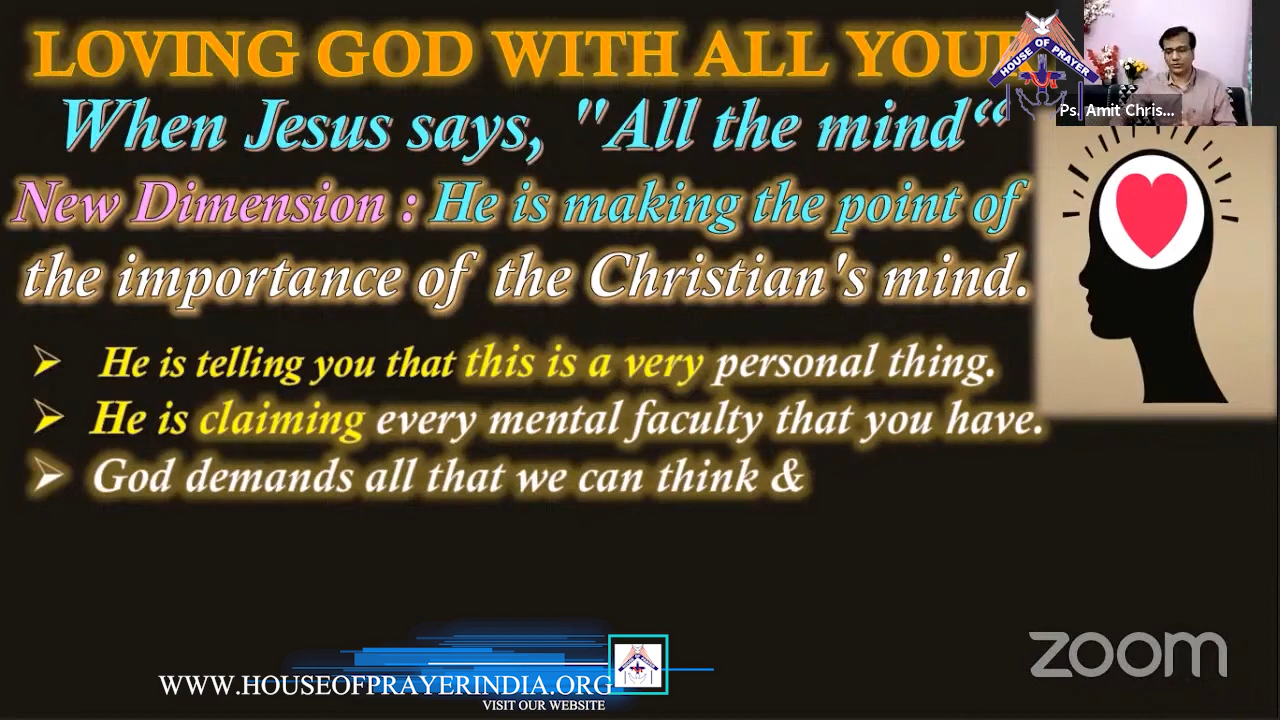 LOVING GOD WITH ALL YOUR
When Jesus says, "All the mind“
New Dimension : He is making the point of
the importance of the Christian's mind.
➢ He is telling you that this is a very personal thing.
➢ He is claiming every mental faculty that you have.
➢ God demands all that we can think &
HOUSE OF PRAYER
Ps. Amit Chris...
WWW.HOUSEOFPRAYERINDIA.ORG
VISIT OUR WEBSITE
zoom